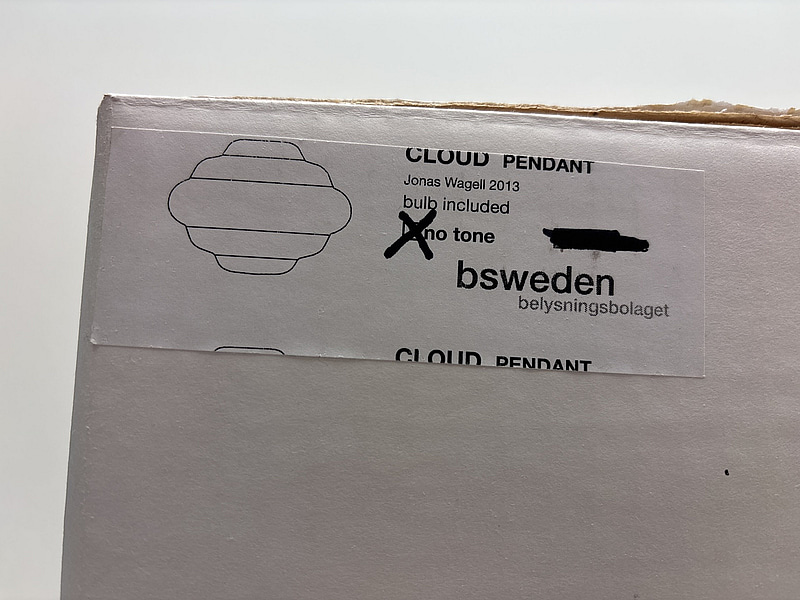 CLOUD PENDANT
Jonas Wagell 2013
bulb included
no tone
bsweden
belysningsbolaget
CLOUD PENDANT